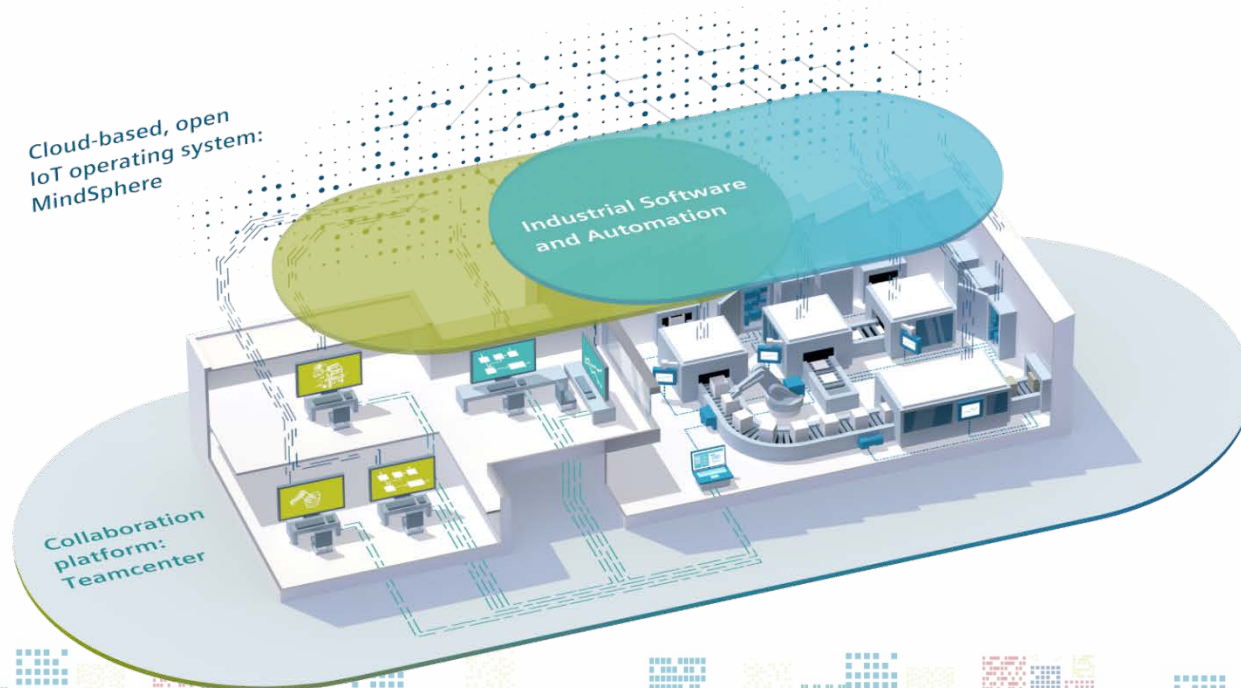 Cloud-based, open
IoT operating system:
MindSphere
Industrial Software
and Automation
Collaboration
platform:
Teamcenter